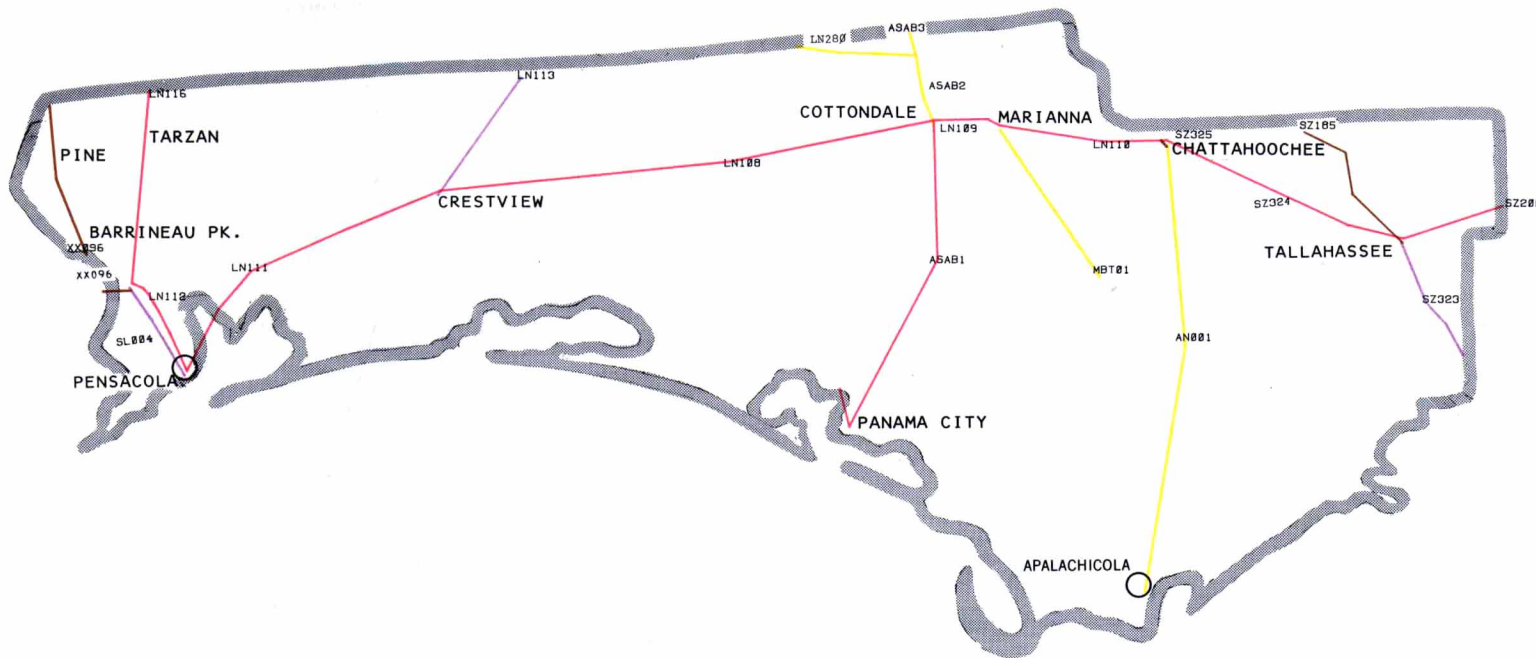 ASAB3
LN280
LN113
ASAB2
LN116
COTTONDALE
MARIANNA
LN109
SZ185
TARZAN
SZ325
LN110
CHATTAHOOCHEE
PINE
LN108
CRESTVIEW
SZ324
BARRINEAU PK.
XX096
TALLAHASSEE
ASAB1
LN111
MBT01
XX096
LN112
SZ323
SL004
AN001
PENSACOLA
PANAMA CITY
APALACHICOLA